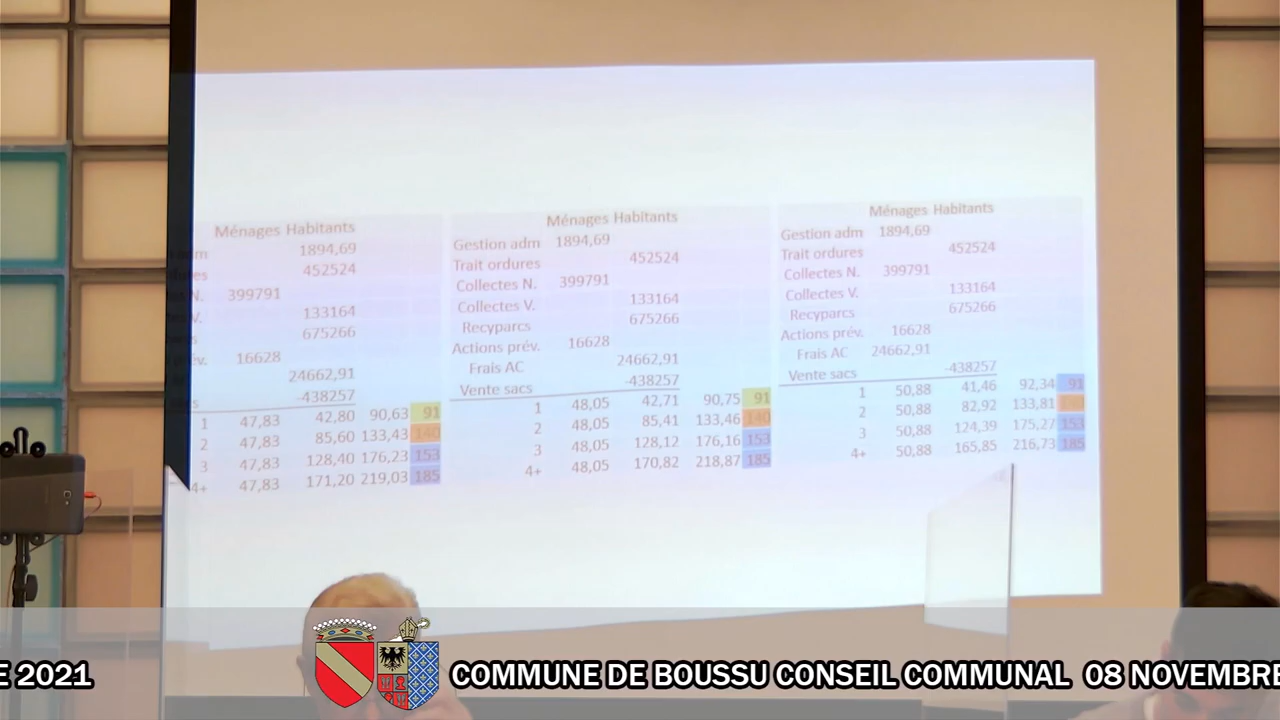 Ménages Habitants
1894,69
452524
399791
133164
675266
16628
24662,91
-438257
1 47,83 42,80 90,63 91
2 47,83 85,60 133,43 140
3 47,83 128,40 176,23 153
4+ 47,83 171,20 219,03 185
Ménages Habitants
Gestion adm 1894,69
Trait ordures 452524
Collectes N. 399791
Collectes V. 133164
Recyparcs 675266
Actions prév. 16628
Frais AC 24662,91
Vente sacs -438257
1 48,05 42,71 90,75 91
2 48,05 85,41 133,46 140
3 48,05 128,12 176,16 153
4+ 48,05 170,82 218,87 185
Ménages Habitants
Gestion adm 1894,69
Trait ordures 452524
Collectes N. 399791
Collectes V. 133164
Recyparcs 675266
Actions prév. 16628
Frais AC 24662,91
Vente sacs -438257
1 50,88 41,46 92,34 91
2 50,88 82,92 133,81
3 50,88 124,39 175,27 153
4+ 50,88 165,85 216,73 185
E 2021 COMMUNE DE BOUSSU CONSEIL COMMUNAL 08 NOVEMBRE